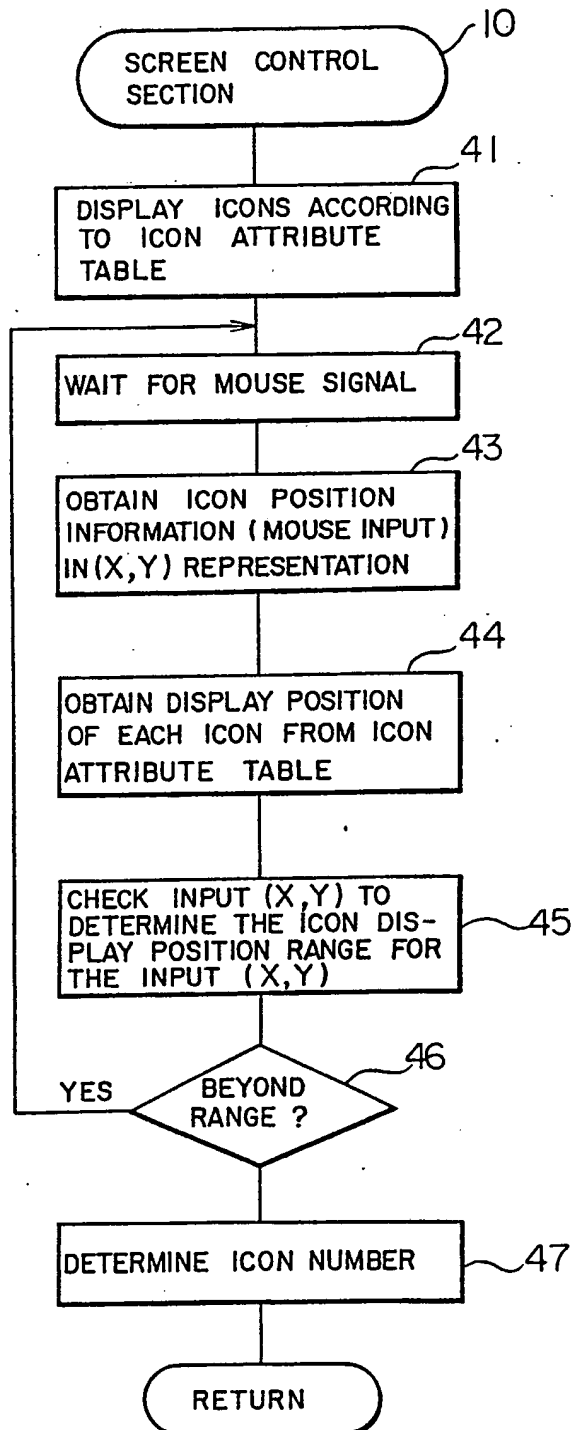 10
SCREEN CONTROL
SECTION
41
DISPLAY ICONS ACCORDING
TO ICON ATTRIBUTE
TABLE
42
WAIT FOR MOUSE SIGNAL
43
OBTAIN ICON POSITION
INFORMATION (MOUSE INPUT)
IN (X,Y) REPRESENTATION
44
OBTAIN DISPLAY POSITION
OF EACH ICON FROM ICON
ATTRIBUTE TABLE
CHECK INPUT (X,Y) TO
DETERMINE THE ICON DIS-
PLAY POSITION RANGE FOR
THE INPUT (X,Y)
45
46
YES
BEYOND
RANGE ?
DETERMINE ICON NUMBER
47
RETURN